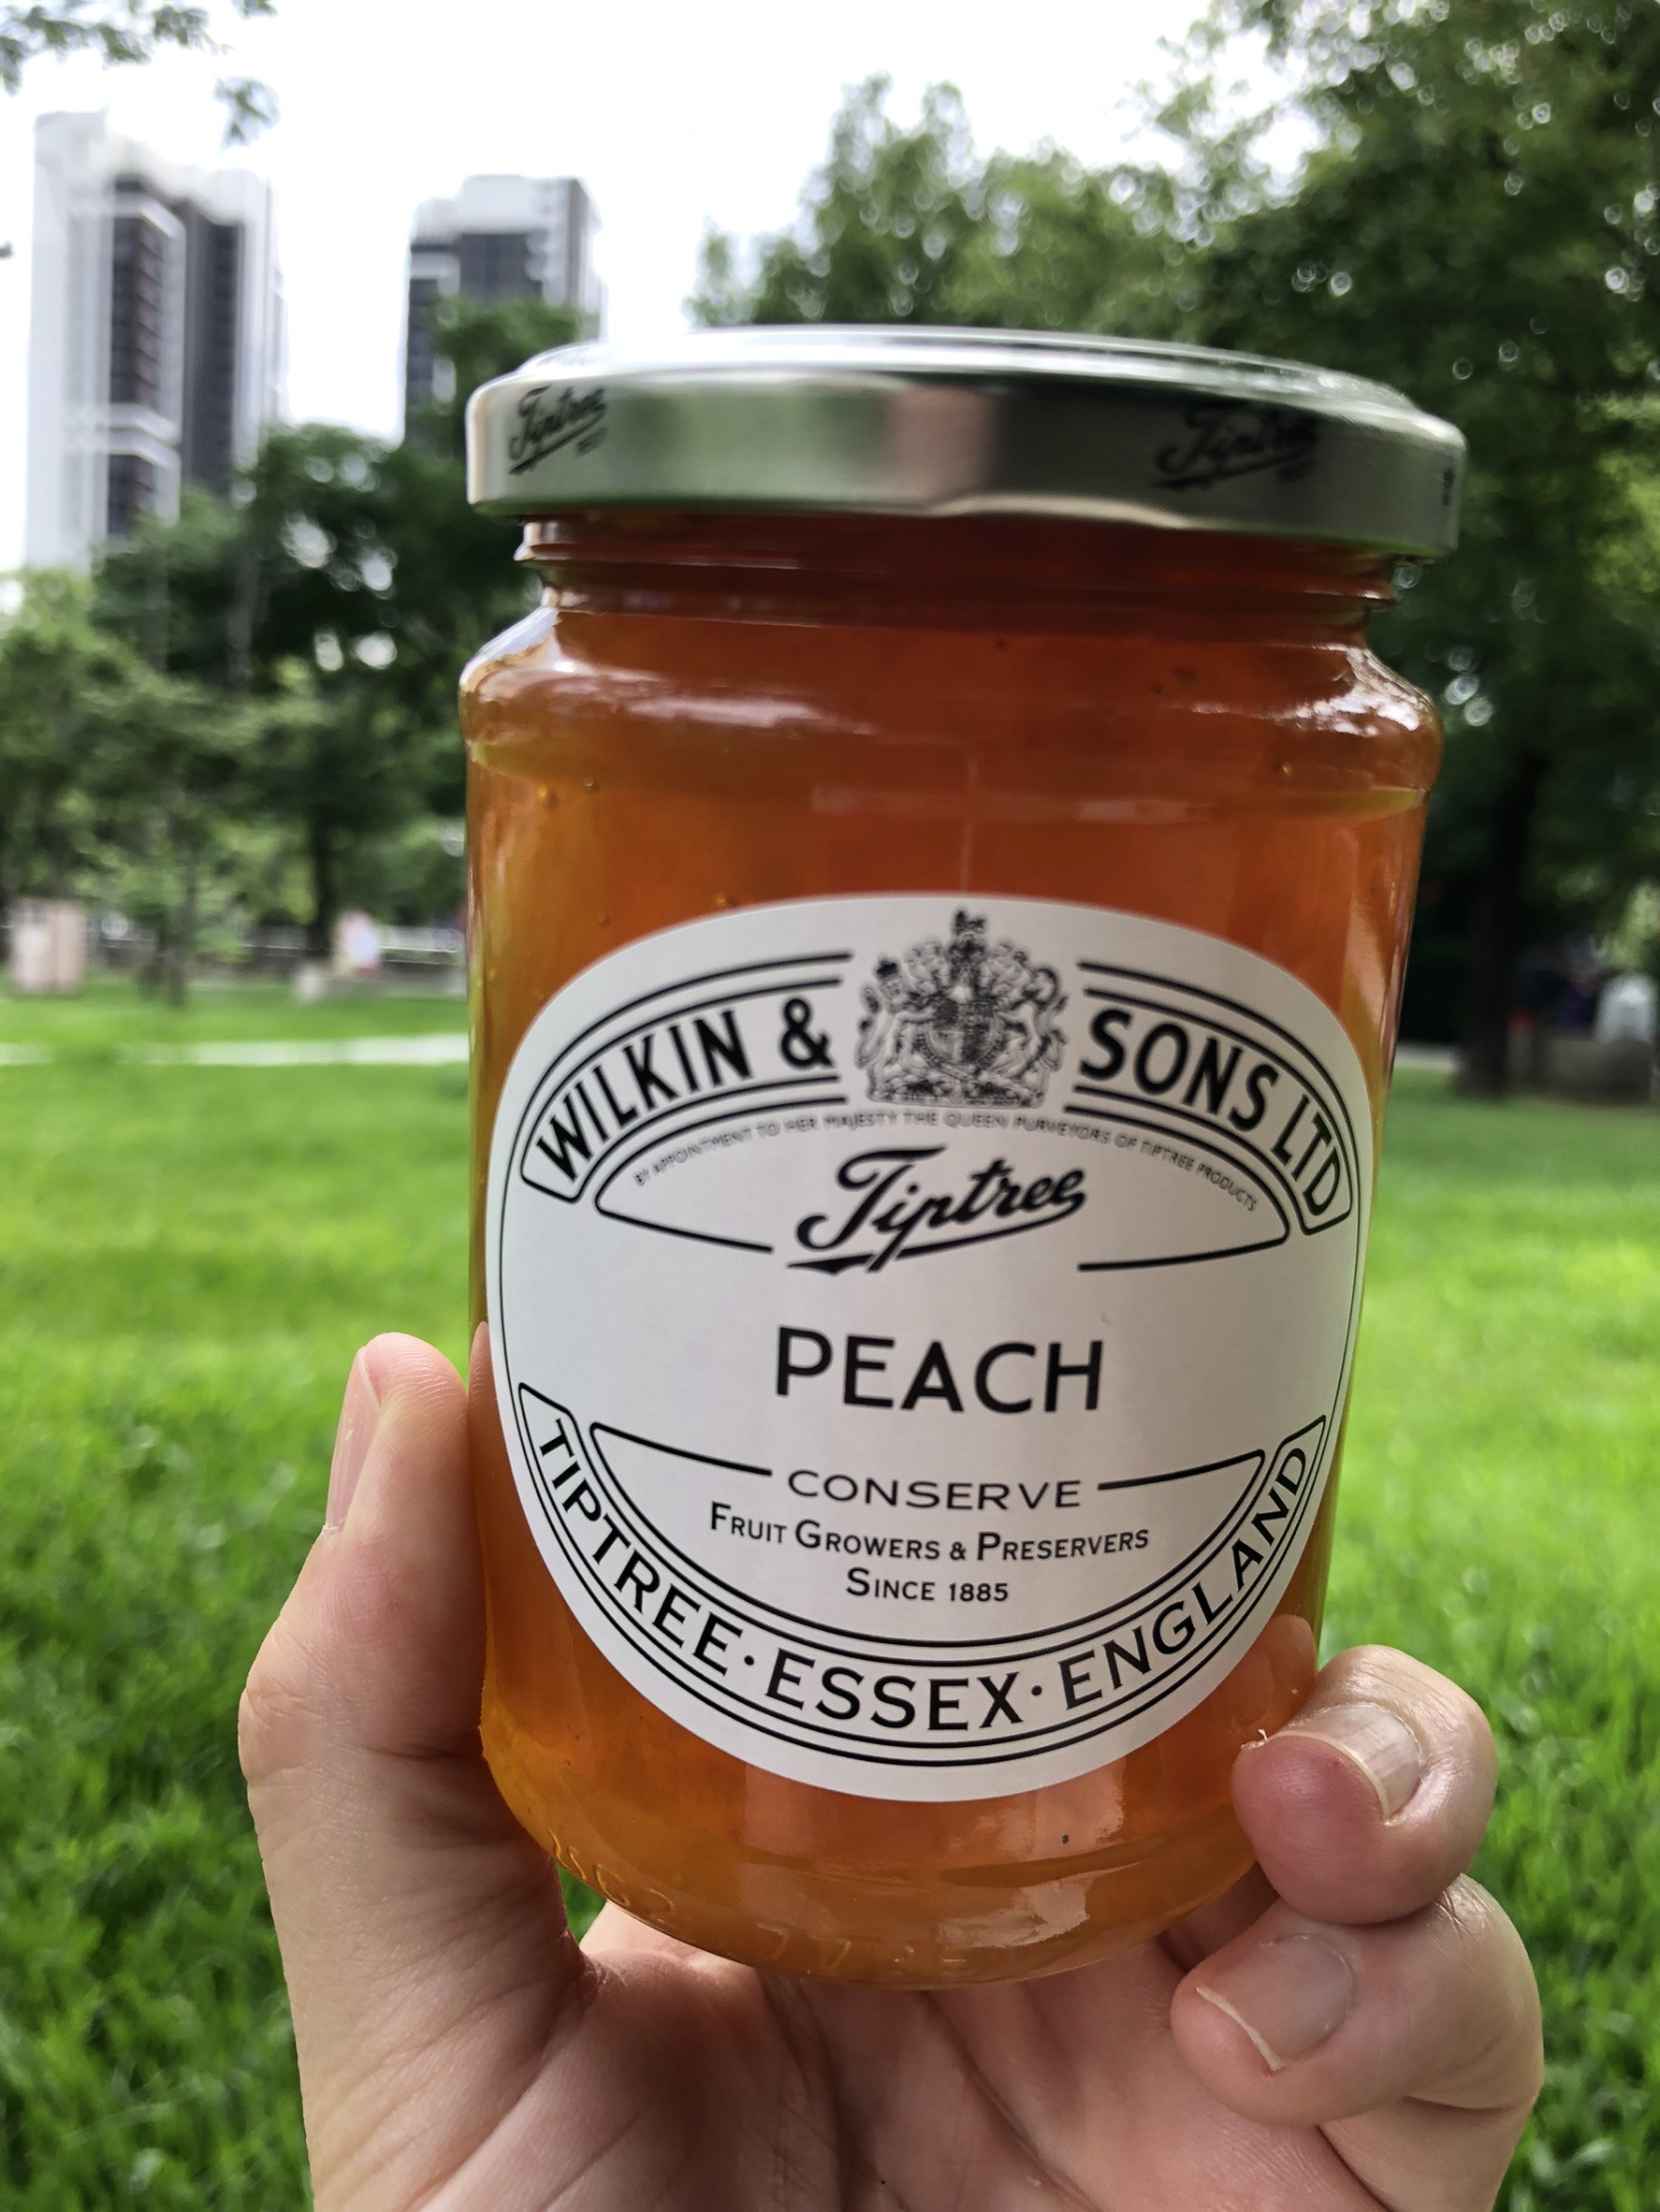 Tiptree
Tiptree
WILKIN & SONS LTD
BY APPOINTMENT TO HER MAJESTY THE QUEEN PURVEYORS OF TIPTREE PRODUCTS
Tiptree
PEACH
CONSERVE
FRUIT GROWERS & PRESERVERS
SINCE 1885
TIPTREE · ESSEX · ENGLAND